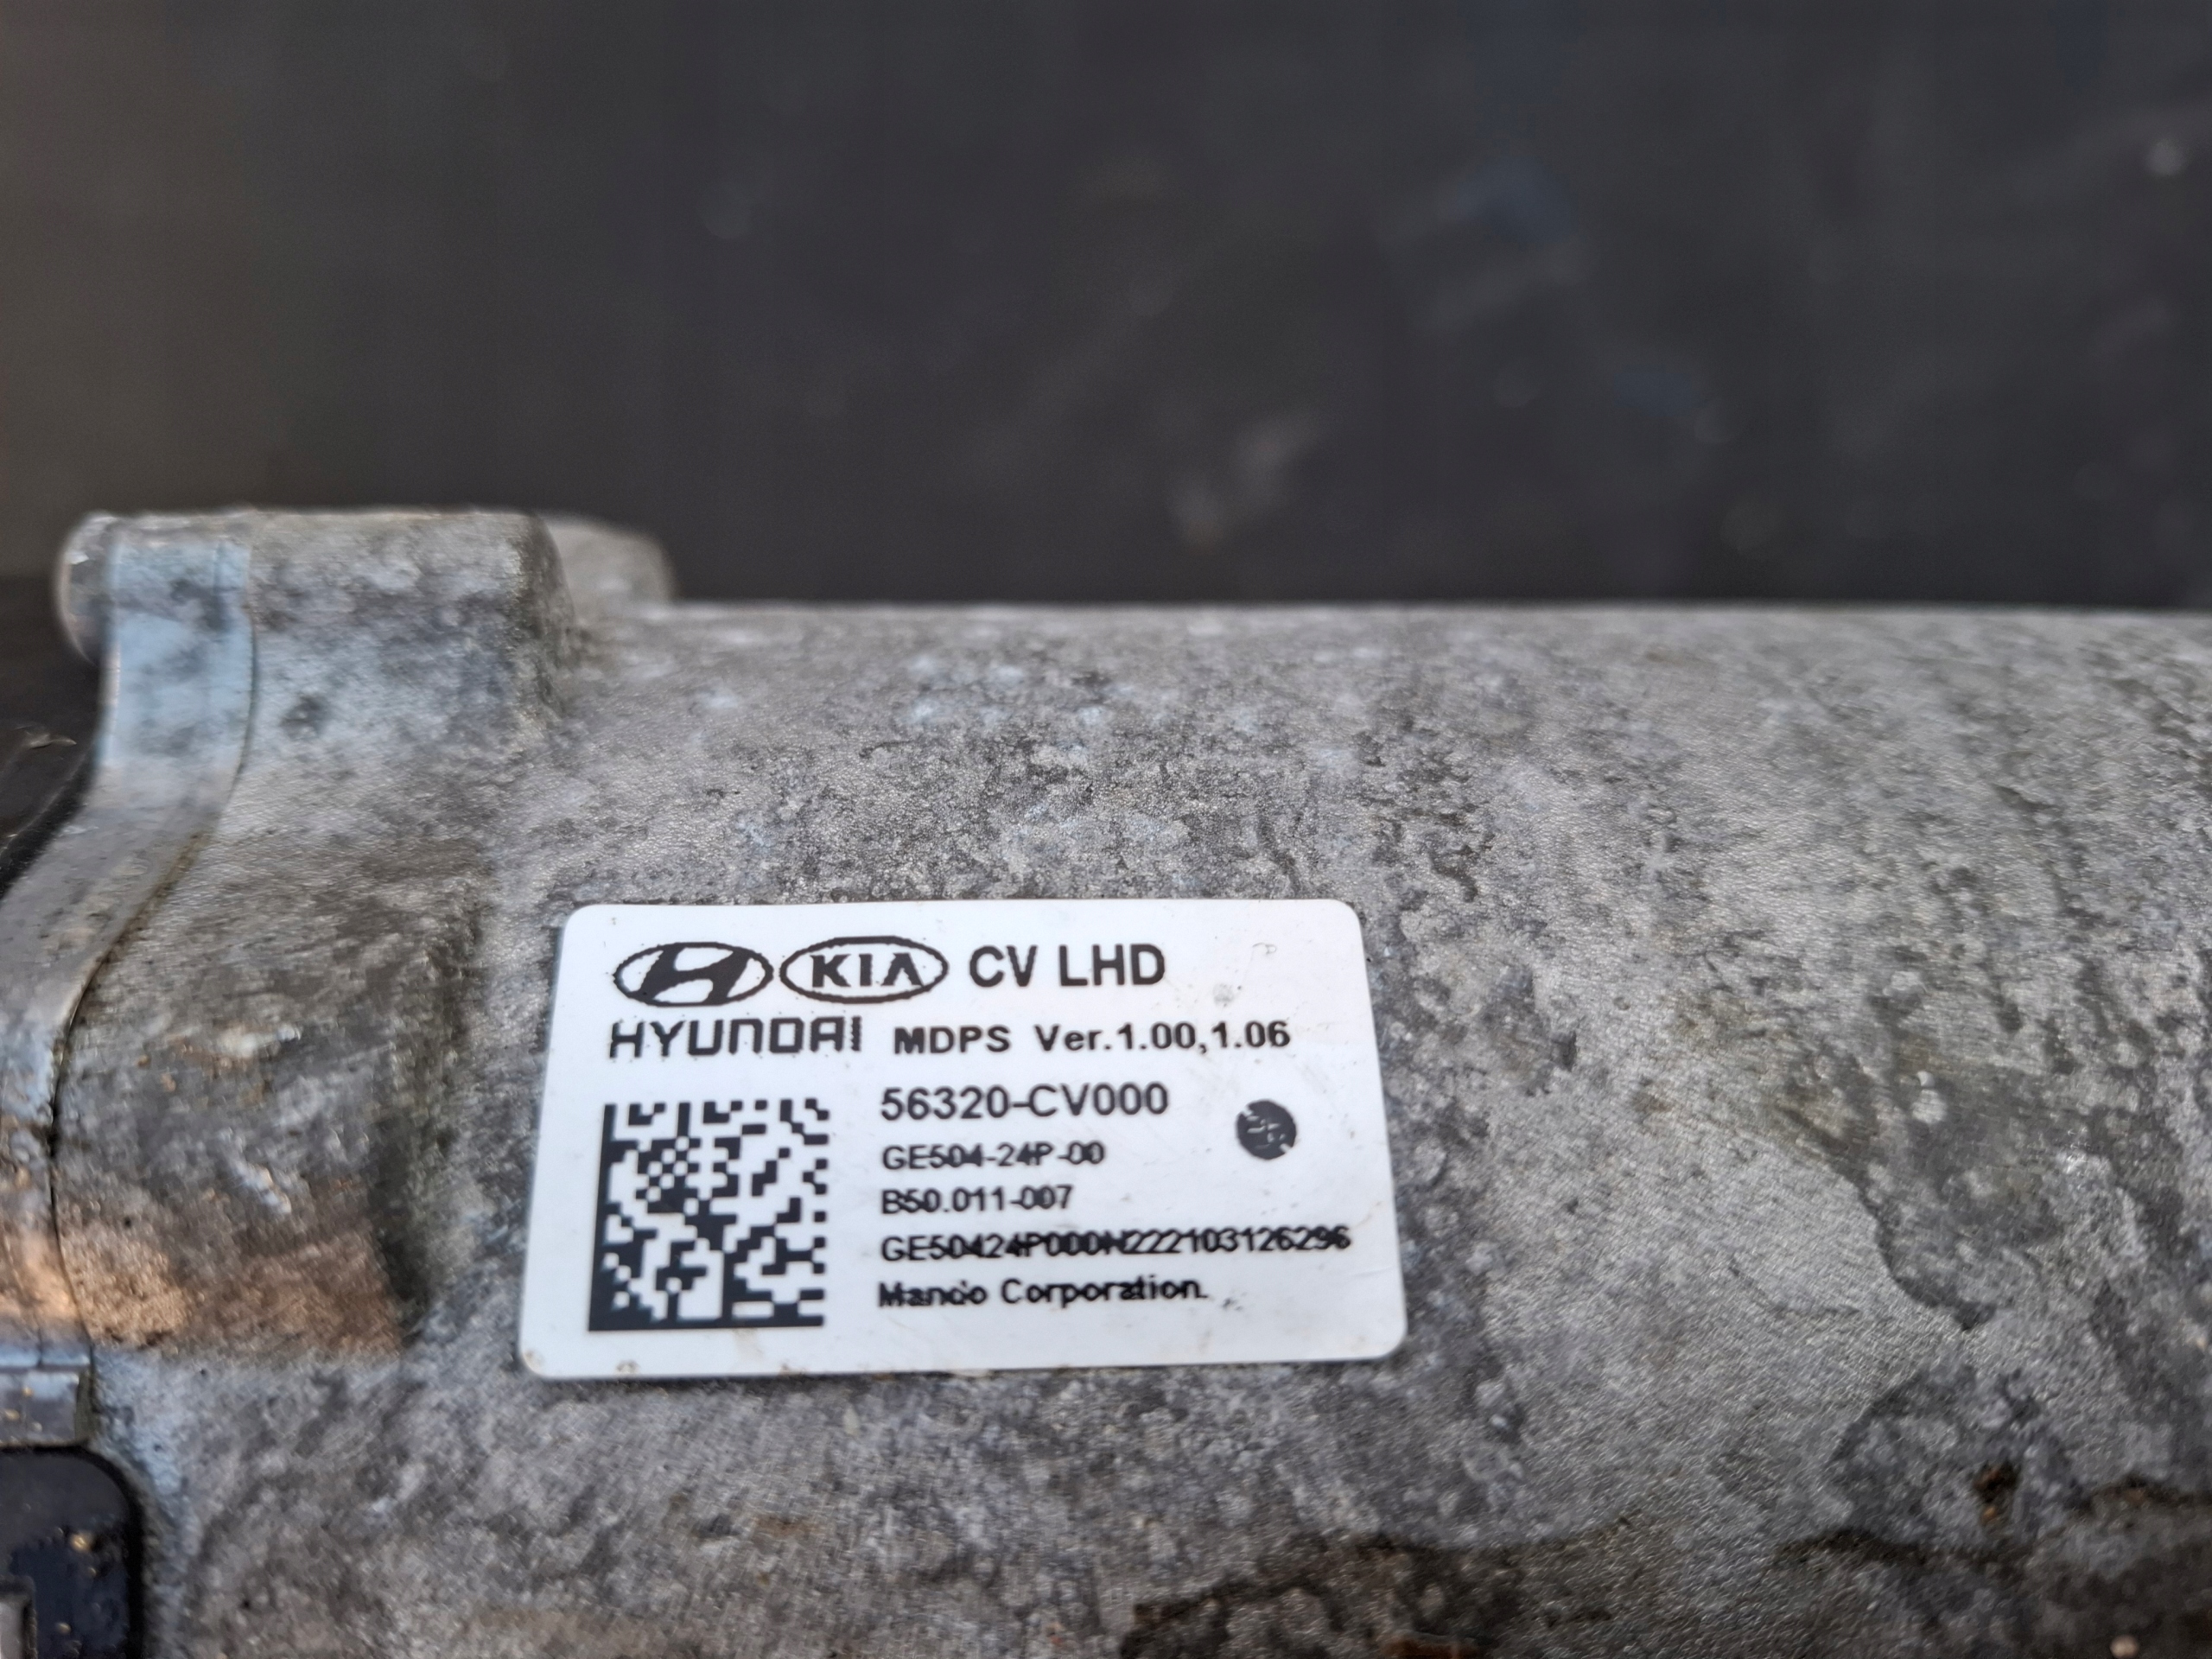 KIA CV LHD
HYUNDAI MDPS Ver.1.00,1.06
56320-CV000
GE504-24P-00
B50.011-007
GE50424P000N222103126296
Mando Corporation.